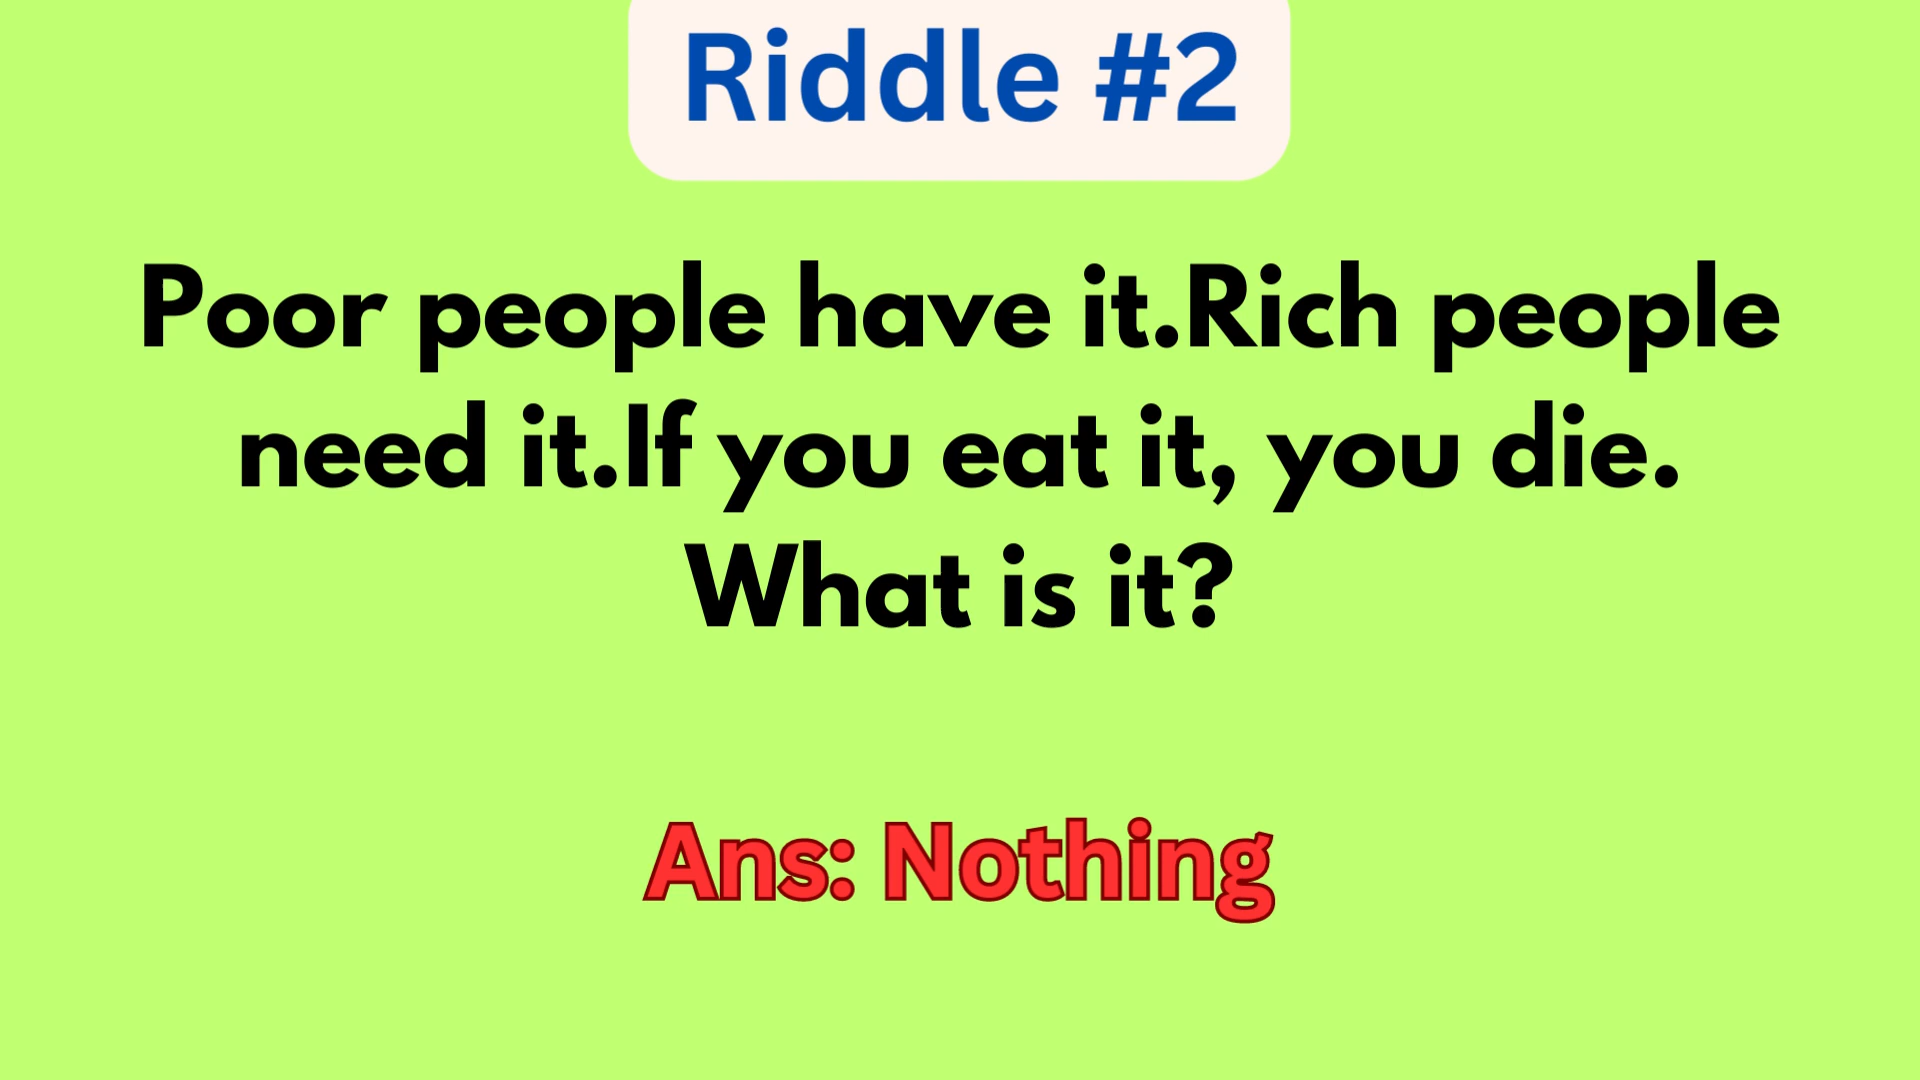 Riddle #2
Poor people have it.Rich people
need it.If you eat it, you die.
What is it?
Ans: Nothing